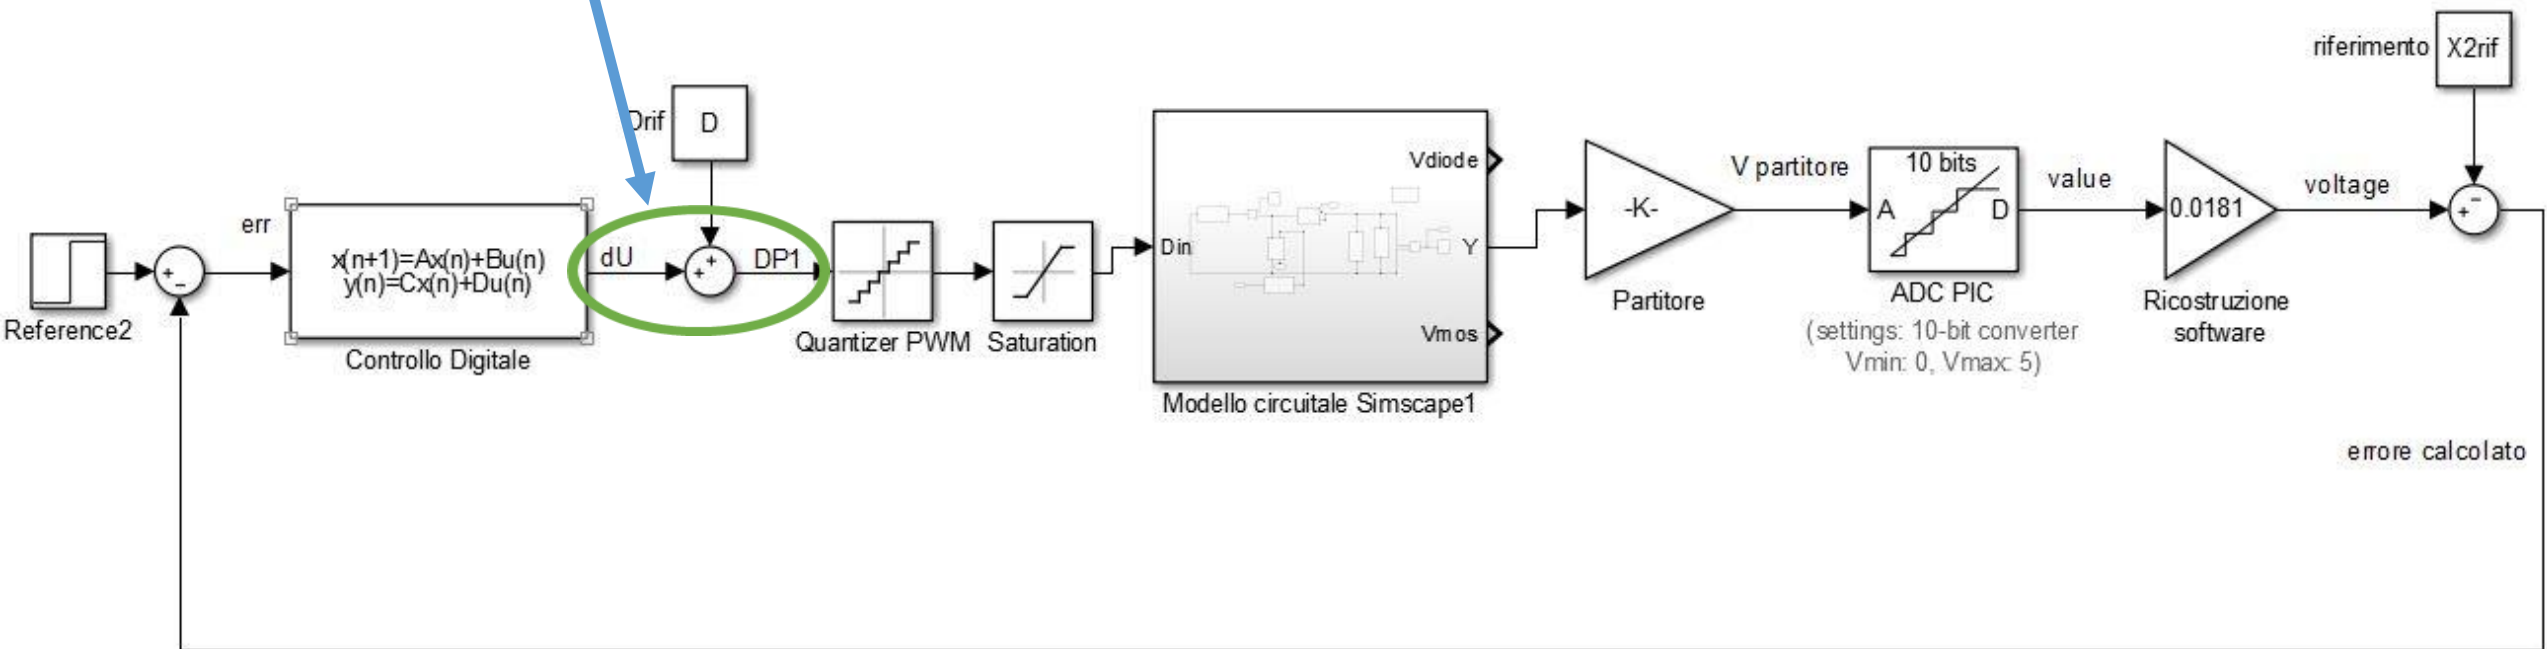 riferimento
X2rif
Drif
D
Vdiode
Din
Y
Vmos
Modello circuitale Simscape1
-K-
Partitore
V partitore
10 bits
A
D
ADC PIC
(settings: 10-bit converter
Vmin: 0, Vmax: 5)
value
0.0181
Ricostruzione
software
voltage
err
x(n+1)=Ax(n)+Bu(n)
y(n)=Cx(n)+Du(n)
Controllo Digitale
Reference2
dU
DP1
Quantizer PWM
Saturation
errore calcolato